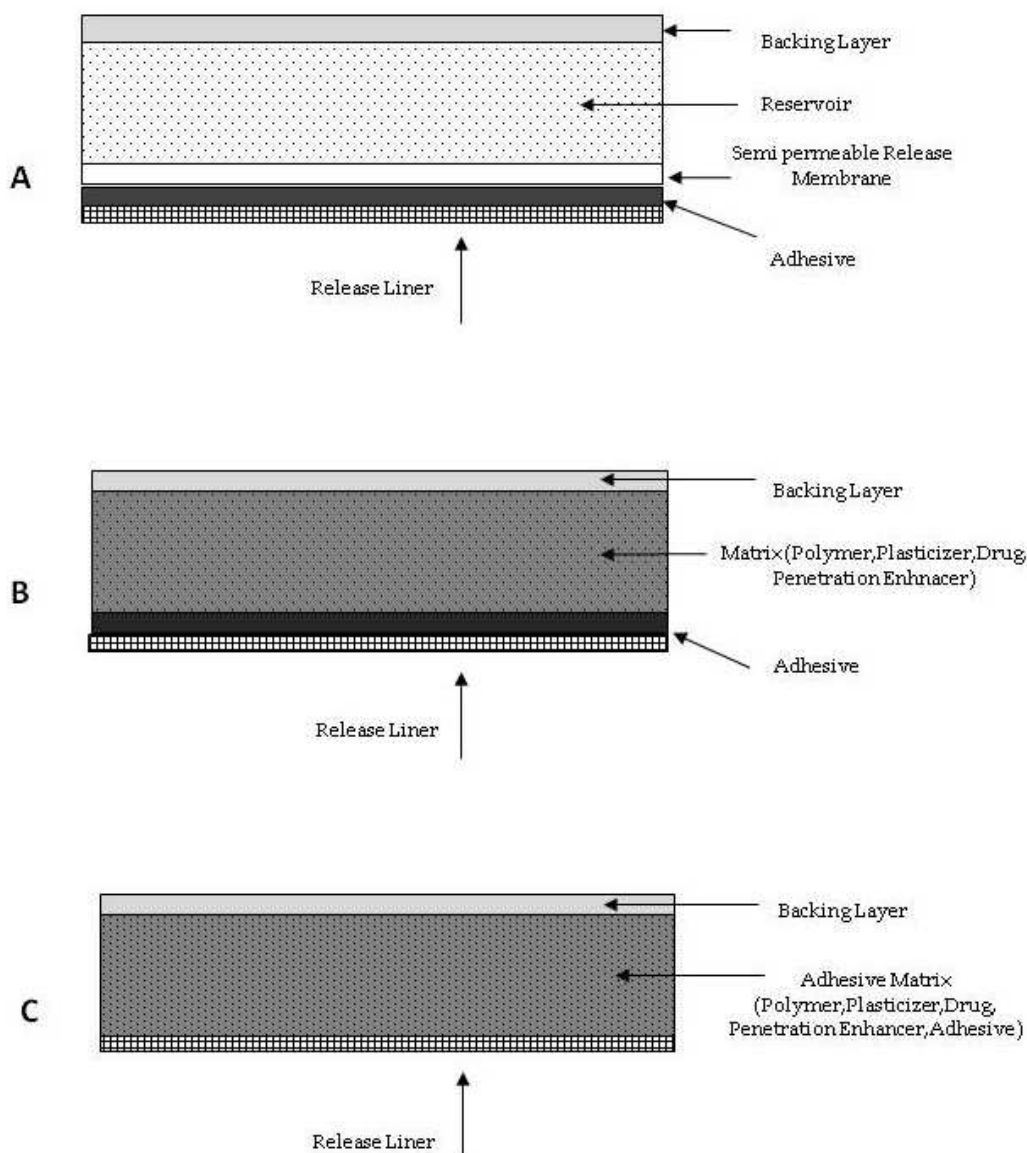 Backing Layer
Reservoir
Semi permeable Release
Membrane
A
Adhesive
Release Liner
Backing Layer
Matrix(Polymer,Plasticizer,Drug,
Penetration Enhnacer)
B
Adhesive
Release Liner
Backing Layer
Adhesive Matrix
(Polymer,Plasticizer,Drug,
Penetration Enhancer,Adhesive)
C
Release Liner